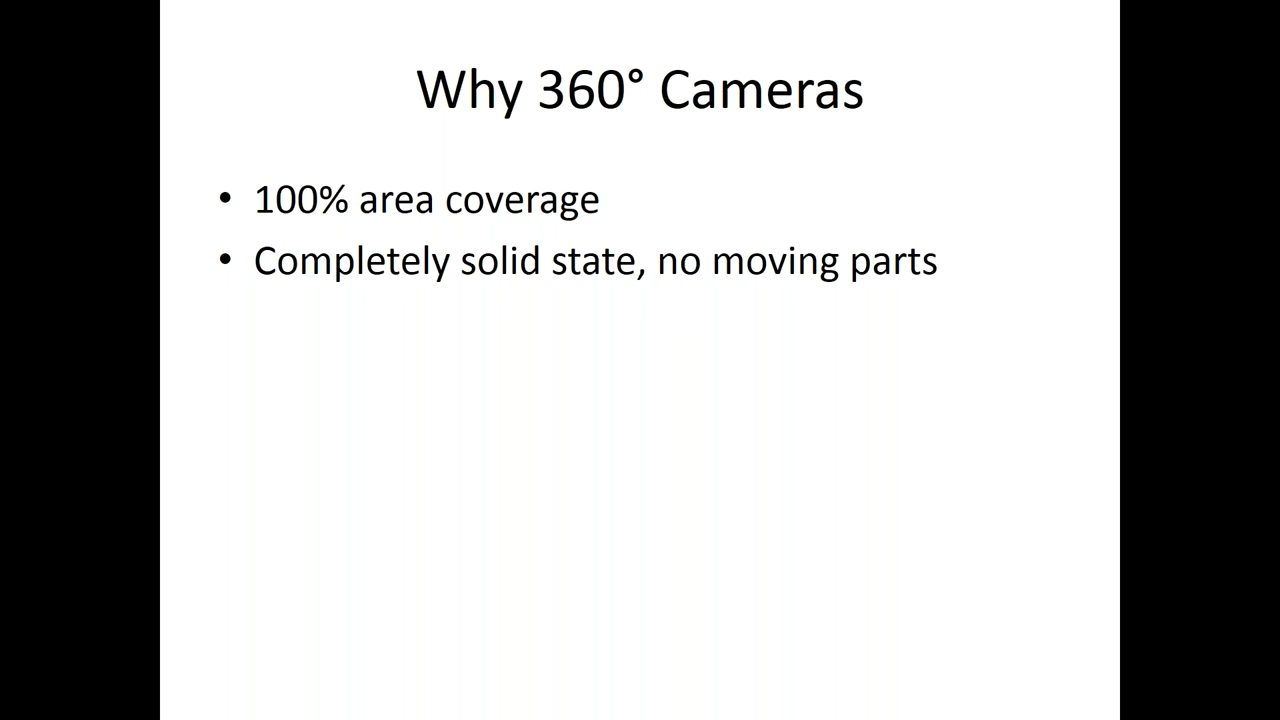 Why 360° Cameras
• 100% area coverage
• Completely solid state, no moving parts